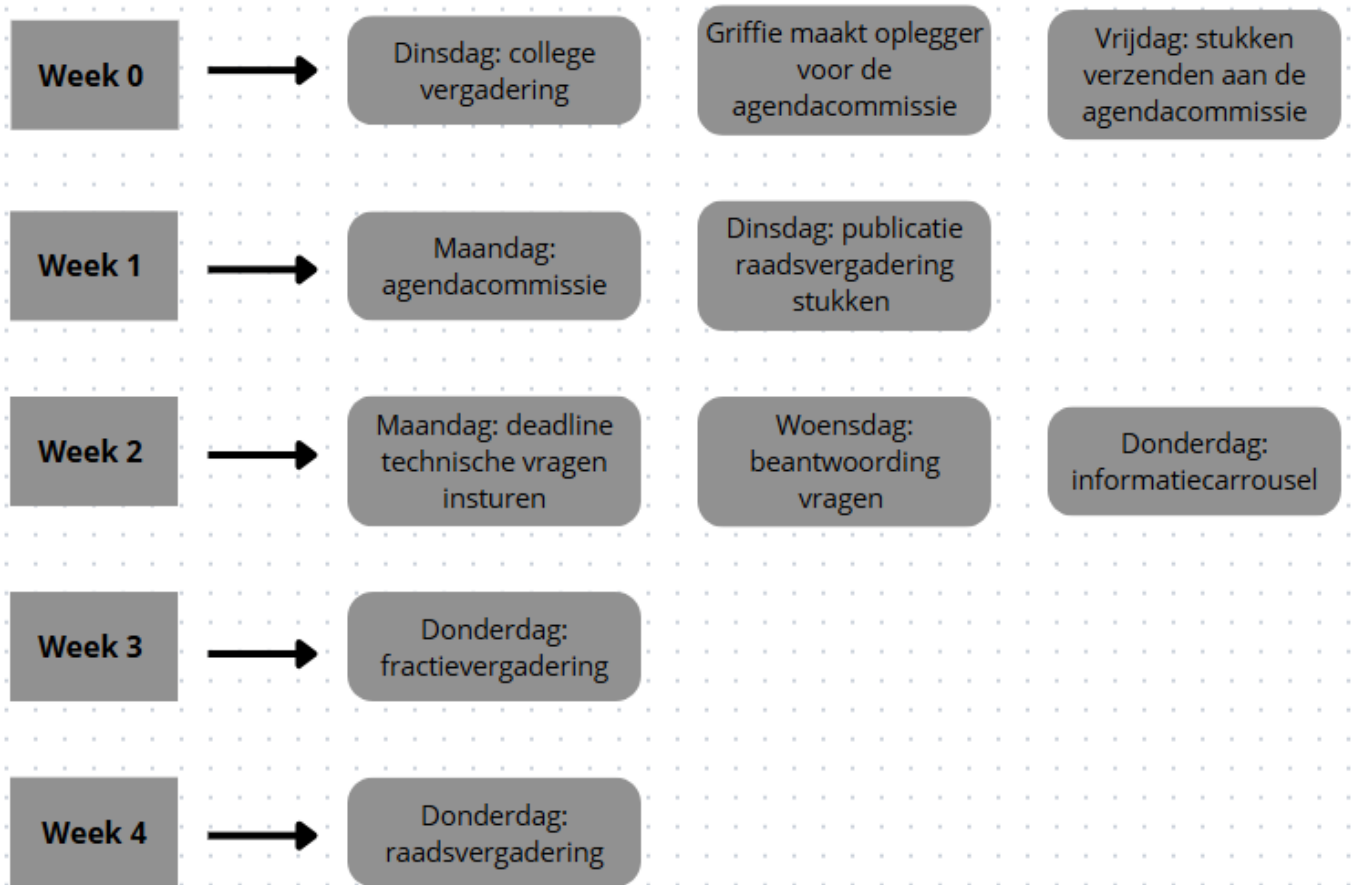 Week 0
Dinsdag: college
vergadering
Griffie maakt oplegger
voor de
agendacommissie
Vrijdag: stukken
verzenden aan de
agendacommissie
Week 1
Maandag:
agendacommissie
Dinsdag: publicatie
raadsvergadering
stukken
Week 2
Maandag: deadline
technische vragen
insturen
Woensdag:
beantwoording
vragen
Donderdag:
informatiecarrousel
Week 3
Donderdag:
fractievergadering
Week 4
Donderdag:
raadsvergadering